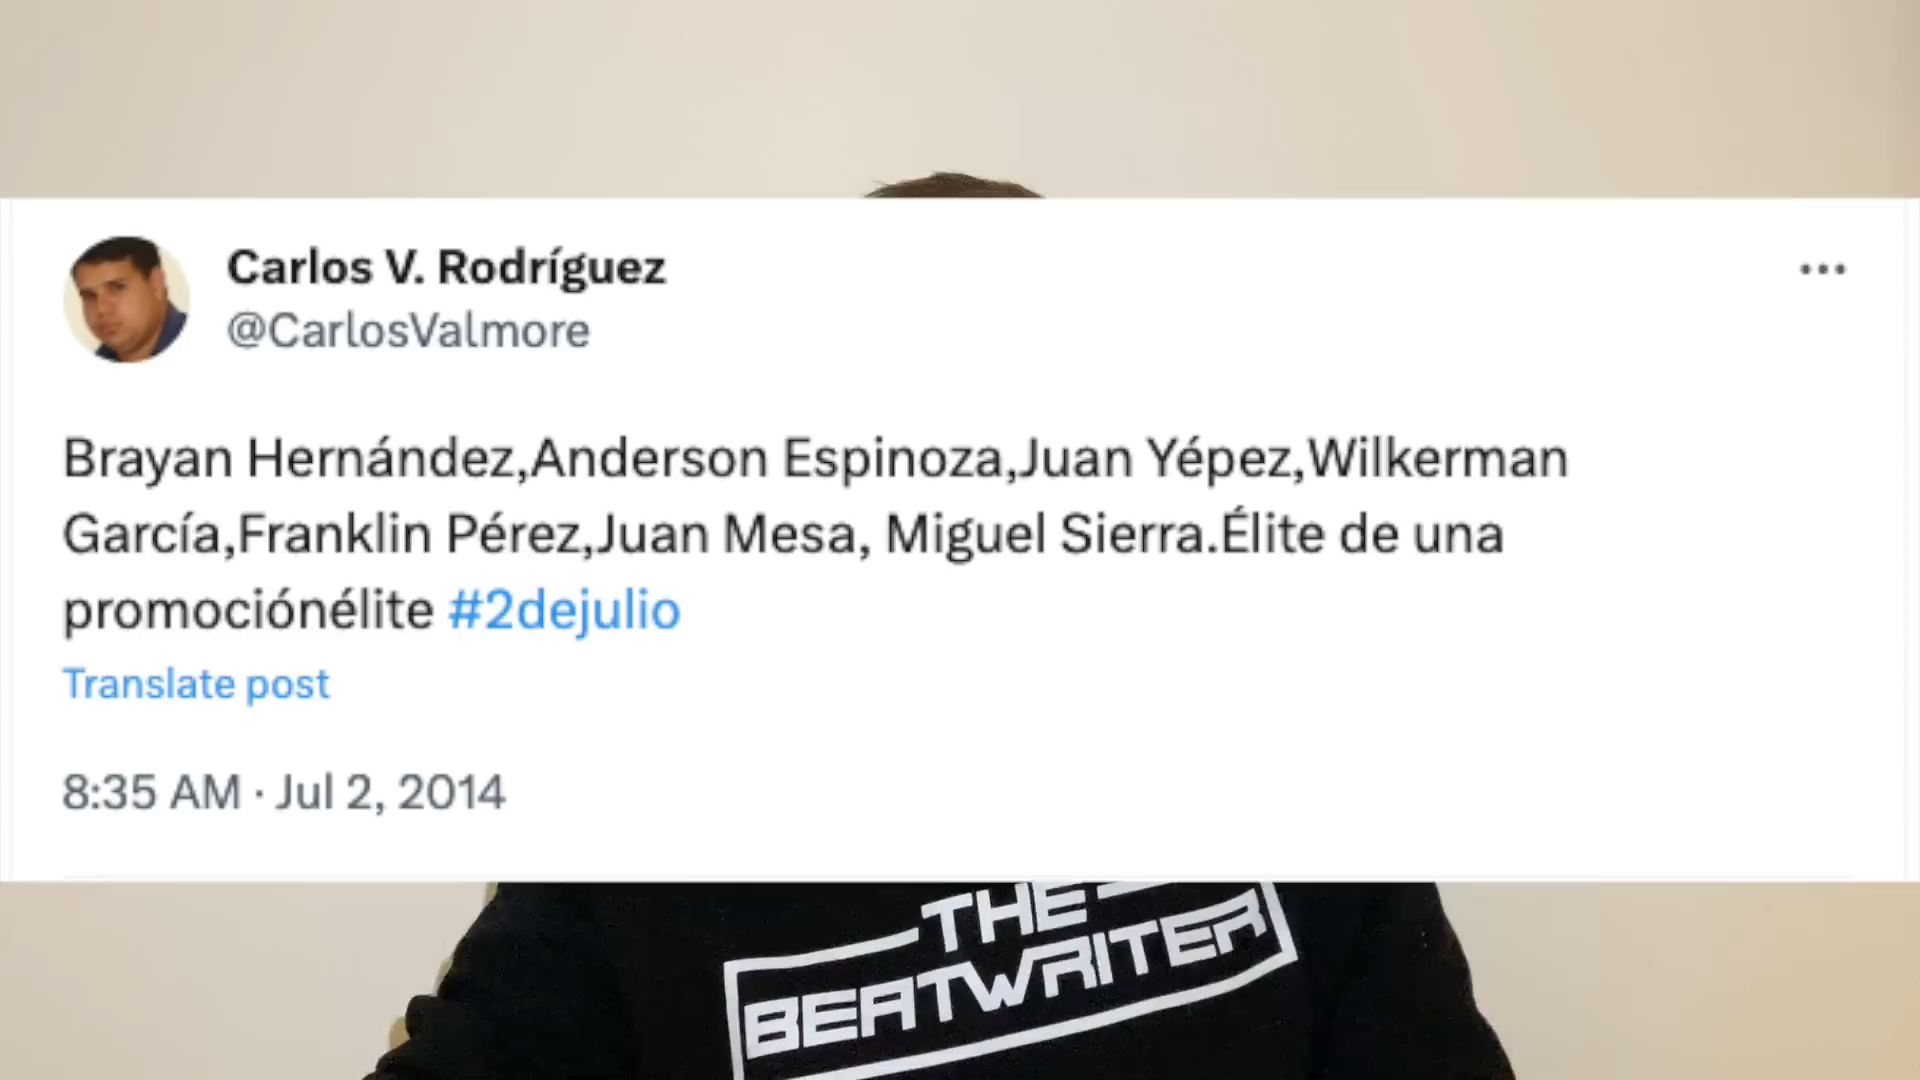 Carlos V. Rodríguez
@CarlosValmore
Brayan Hernández,Anderson Espinoza,Juan Yépez,Wilkerman
García,Franklin Pérez,Juan Mesa, Miguel Sierra.Élite de una
promociónélite #2dejulio
Translate post
8:35 AM · Jul 2, 2014
THE
BEATWRITER